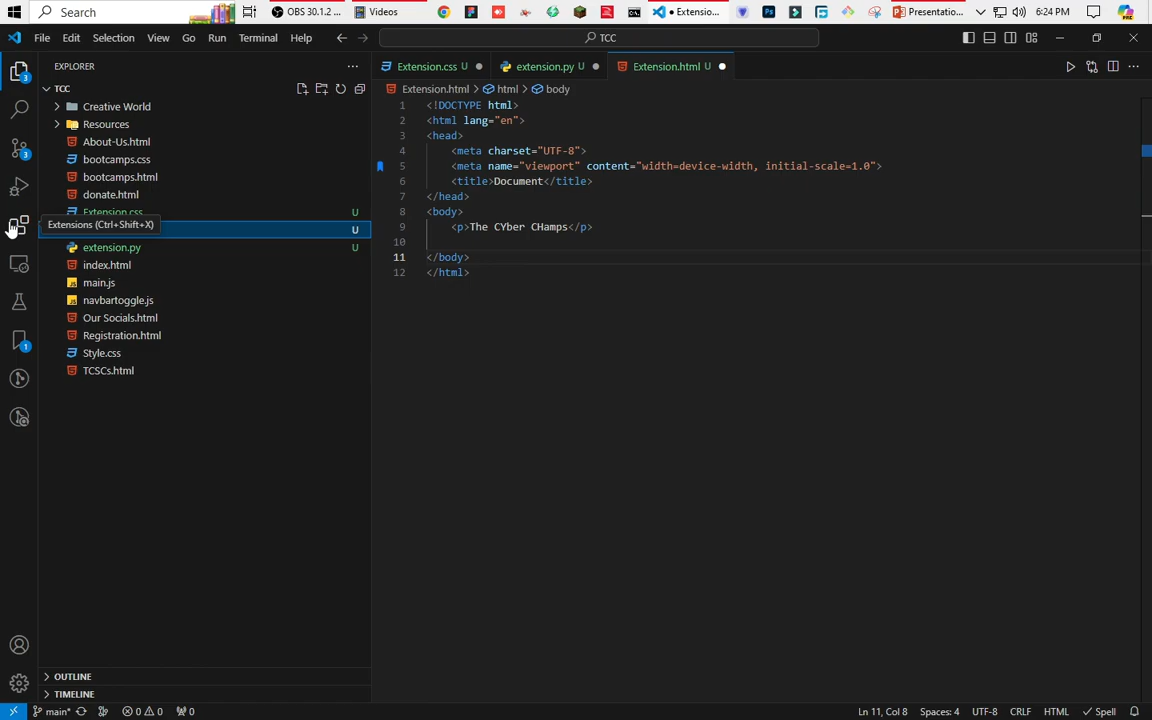 Search
OBS 30.1.2 ...
Videos
Extensio...
Presentatio...
6:24 PM
File Edit Selection View Go Run Terminal Help
TCC
EXPLORER
Extension.css U
extension.py U
Extension.html U
TCC
Extension.html > html > body
Creative World
Resources
About-Us.html
bootcamps.css
bootcamps.html
donate.html
Extension.css U
Extensions (Ctrl+Shift+X)
U
extension.py U
index.html
main.js
navbartoggle.js
Our Socials.html
Registration.html
Style.css
TCSCs.html
OUTLINE
TIMELINE
3
3
1
1 <!DOCTYPE html>
2 <html lang="en">
3 <head>
4 <meta charset="UTF-8">
5 <meta name="viewport" content="width=device-width, initial-scale=1.0">
6 <title>Document</title>
7 </head>
8 <body>
9 <p>The CYber CHamps</p>
10
11 </body>
12 </html>
main* 0 0 0 Ln 11, Col 8 Spaces: 4 UTF-8 CRLF HTML Spell